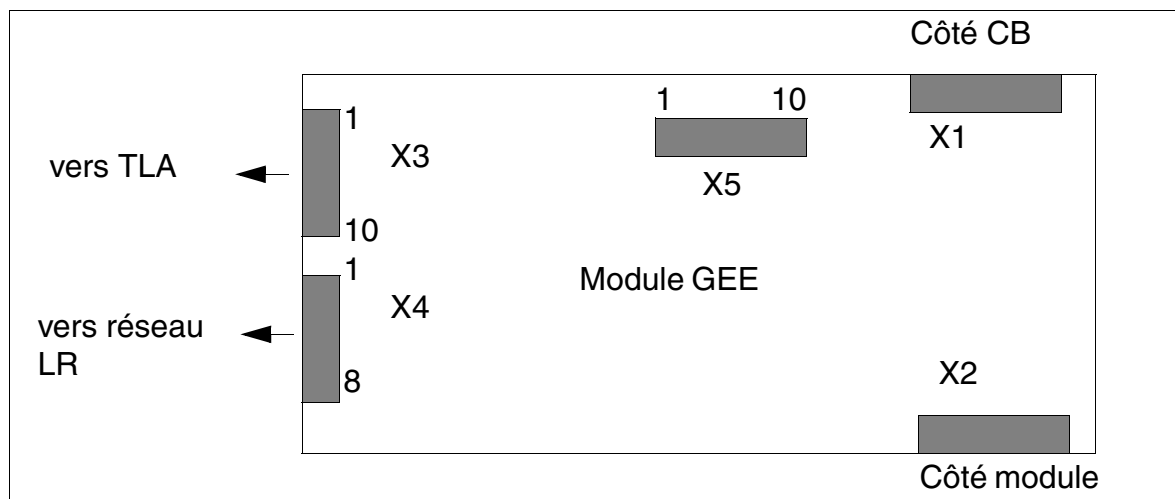 Côté CB
1 10
X1
1
X3
X5
vers TLA
10
1
Module GEE
X4
vers réseau
LR
8
X2
Côté module